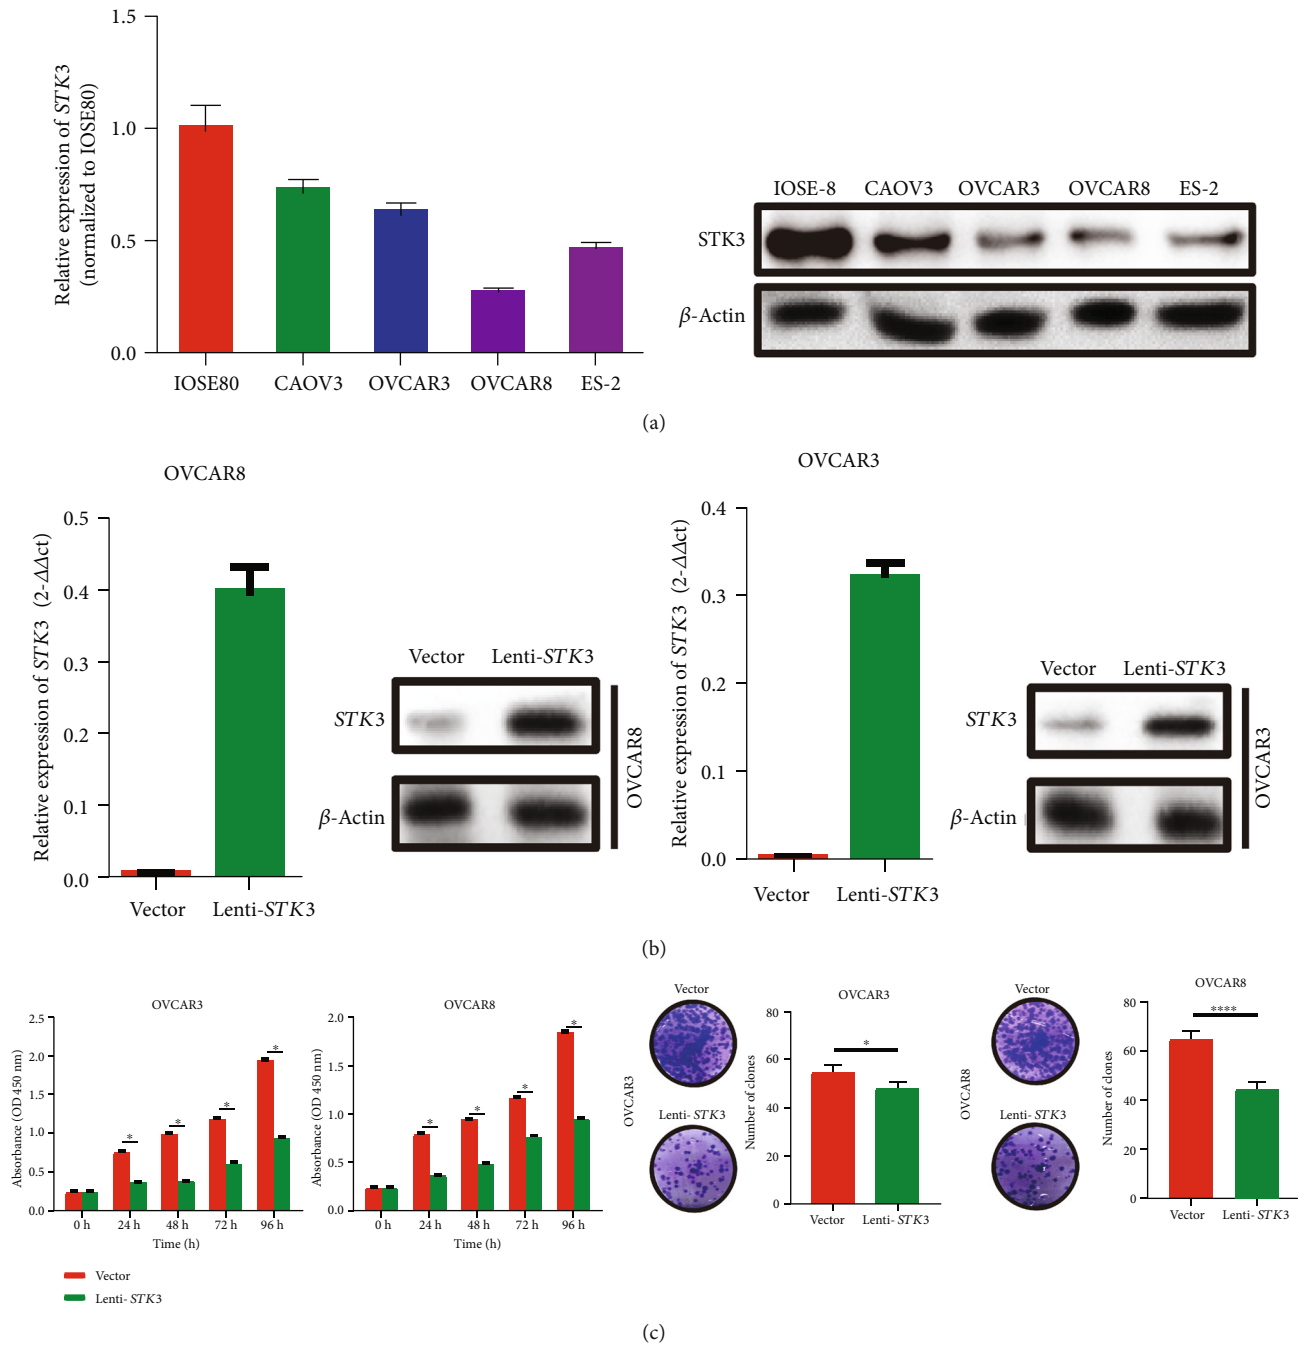 Relative expression of STK3
(normalized to IOSE80)
1.5
1.0
0.5
0.0
IOSE80 CAOV3 OVCAR3 OVCAR8 ES-2
IOSE-8 CAOV3 OVCAR3 OVCAR8 ES-2
STK3
β-Actin
(a)
OVCAR8
Relative expression of STK3 (2-ΔΔct)
0.5
0.4
0.3
0.2
0.1
0.0
Vector Lenti-STK3
Vector Lenti-STK3
STK3
β-Actin
OVCAR8
OVCAR3
Relative expression of STK3 (2-ΔΔct)
0.4
0.3
0.2
0.1
0.0
Vector Lenti-STK3
Vector Lenti-STK3
STK3
β-Actin
OVCAR3
(b)
OVCAR3
Absorbance (OD 450 nm)
2.5
2.0
1.5
1.0
0.5
0.0
* * * *
0 h 24 h 48 h 72 h 96 h
Time (h)
OVCAR8
Absorbance (OD 450 nm)
2.0
1.5
1.0
0.5
0.0
* * * *
0 h 24 h 48 h 72 h 96 h
Time (h)
Vector
Lenti-STK3
Vector
OVCAR3
Lenti-STK3
OVCAR3
Number of clones
80
60
40
20
0
*
Vector Lenti-STK3
Vector
OVCAR8
Lenti-STK3
OVCAR8
Number of clones
80
60
40
20
0
****
Vector Lenti-STK3
(c)